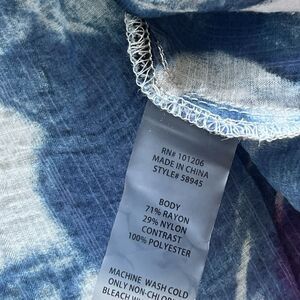 RN# 101206
MADE IN CHINA
STYLE# 58945
BODY
71% RAYON
29% NYLON
CONTRAST
100% POLYESTER
MACHINE WASH COLD
ONLY NON-CHLOR
BLEACH W